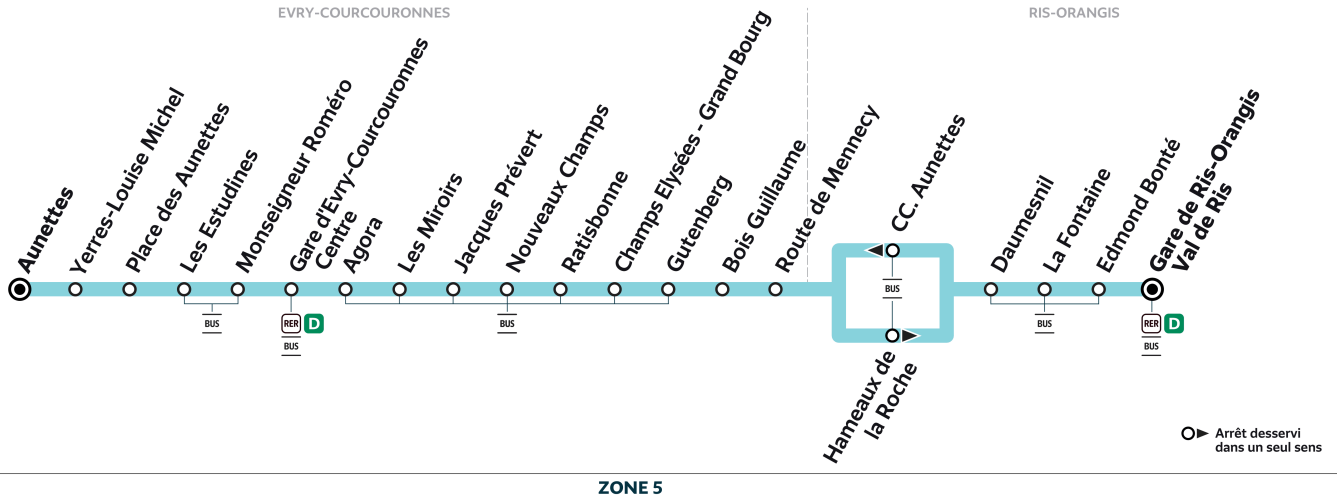 EVRY-COURCOURONNES
RIS-ORANGIS
Aunettes
Yerres-Louise Michel
Place des Aunettes
Les Estudines
Monseigneur Roméro
Gare d'Evry-Courcouronnes
Centre
Agora
Les Miroirs
Jacques Prévert
Nouveaux Champs
Ratisbonne
Champs Elysées - Grand Bourg
Gutenberg
Bois Guillaume
Route de Mennecy
CC. Aunettes
Hameaux de
la Roche
Daumesnil
La Fontaine
Edmond Bonté
Gare de Ris-Orangis
Val de Ris
BUS
RER D
BUS
BUS
BUS
BUS
RER D
BUS
Arrêt desservi
dans un seul sens
ZONE 5